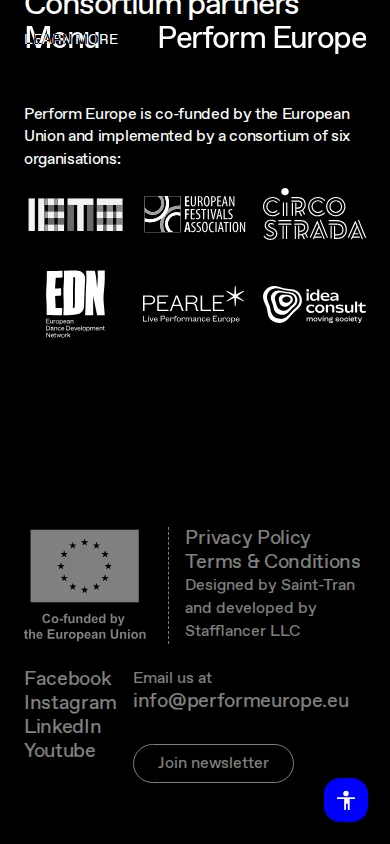 Consortium partners
Menu
LEARN MORE
Perform Europe
Perform Europe is co-funded by the European
Union and implemented by a consortium of six
organisations:
IETM
EUROPEAN
FESTIVALS
ASSOCIATION
CiRCO
STRADA
EDN
European
Dance Development
Network
PEARLE*
Live Performance Europe
idea
consult
moving society
Co-funded by
the European Union
Privacy Policy
Terms & Conditions
Designed by Saint-Tran
and developed by
Stafflancer LLC
Facebook
Instagram
LinkedIn
Youtube
Email us at
info@performeurope.eu
Join newsletter